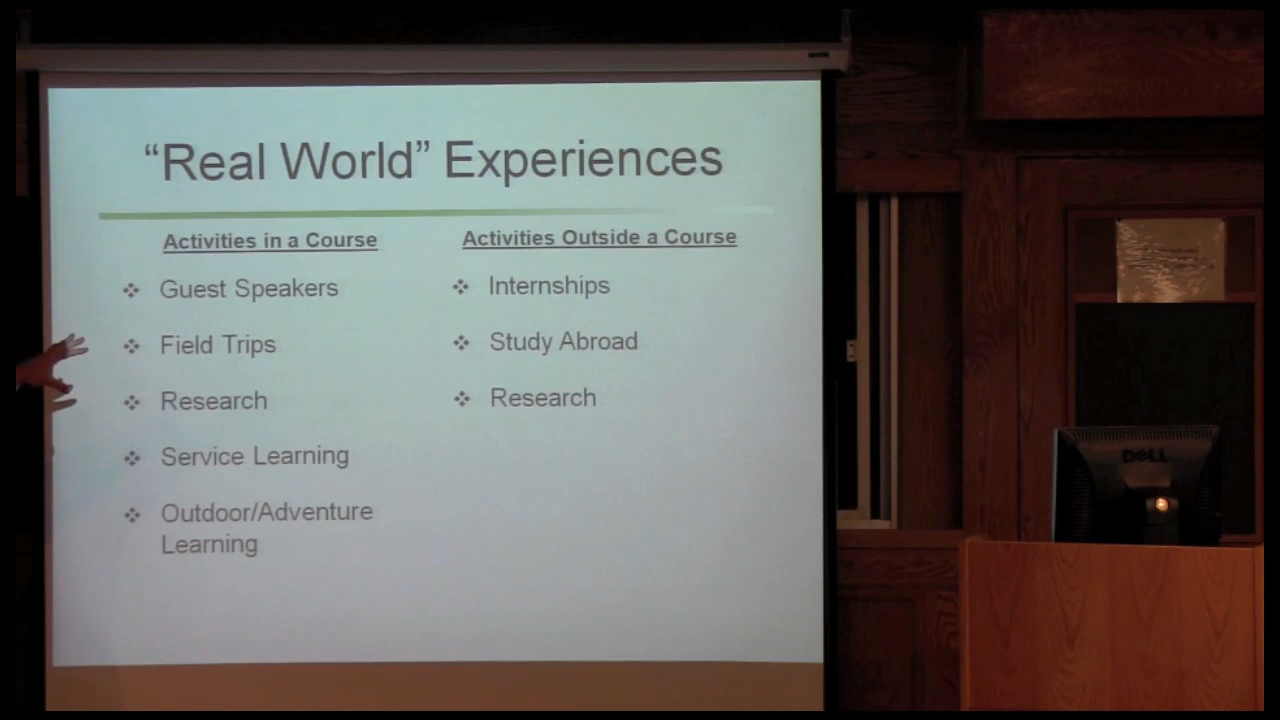 “Real World” Experiences
Activities in a Course
❖ Guest Speakers
❖ Field Trips
❖ Research
❖ Service Learning
❖ Outdoor/Adventure
Learning
Activities Outside a Course
❖ Internships
❖ Study Abroad
❖ Research
DELL